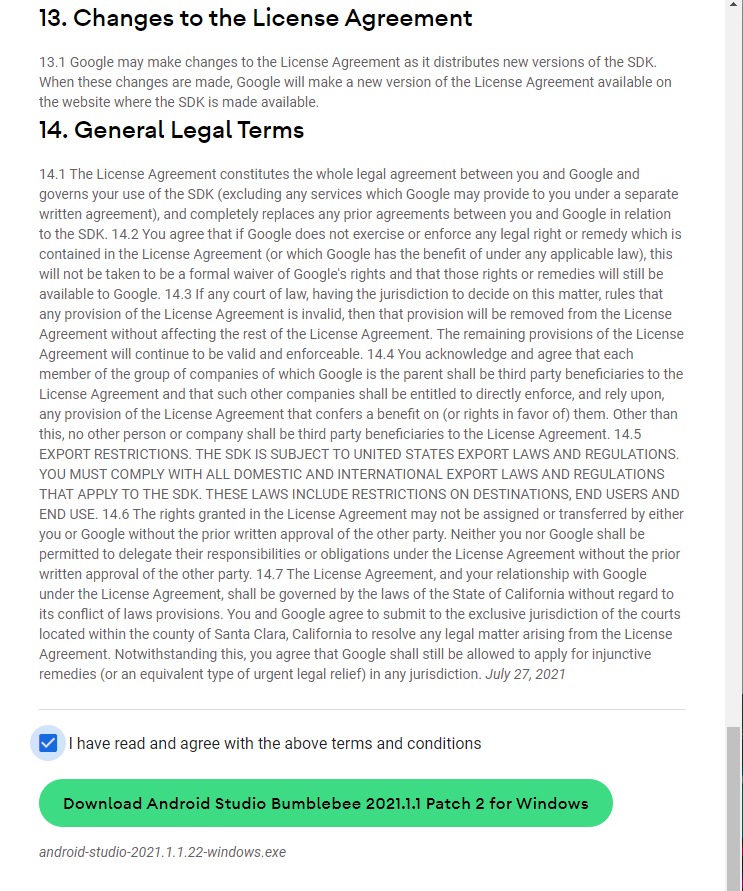 13. Changes to the License Agreement
13.1 Google may make changes to the License Agreement as it distributes new versions of the SDK.
When these changes are made, Google will make a new version of the License Agreement available on
the website where the SDK is made available.
14. General Legal Terms
14.1 The License Agreement constitutes the whole legal agreement between you and Google and
governs your use of the SDK (excluding any services which Google may provide to you under a separate
written agreement), and completely replaces any prior agreements between you and Google in relation
to the SDK. 14.2 You agree that if Google does not exercise or enforce any legal right or remedy which is
contained in the License Agreement (or which Google has the benefit of under any applicable law), this
will not be taken to be a formal waiver of Google's rights and that those rights or remedies will still be
available to Google. 14.3 If any court of law, having the jurisdiction to decide on this matter, rules that
any provision of the License Agreement is invalid, then that provision will be removed from the License
Agreement without affecting the rest of the License Agreement. The remaining provisions of the License
Agreement will continue to be valid and enforceable. 14.4 You acknowledge and agree that each
member of the group of companies of which Google is the parent shall be third party beneficiaries to the
License Agreement and that such other companies shall be entitled to directly enforce, and rely upon,
any provision of the License Agreement that confers a benefit on (or rights in favor of) them. Other than
this, no other person or company shall be third party beneficiaries to the License Agreement. 14.5
EXPORT RESTRICTIONS. THE SDK IS SUBJECT TO UNITED STATES EXPORT LAWS AND REGULATIONS.
YOU MUST COMPLY WITH ALL DOMESTIC AND INTERNATIONAL EXPORT LAWS AND REGULATIONS
THAT APPLY TO THE SDK. THESE LAWS INCLUDE RESTRICTIONS ON DESTINATIONS, END USERS AND
END USE. 14.6 The rights granted in the License Agreement may not be assigned or transferred by either
you or Google without the prior written approval of the other party. Neither you nor Google shall be
permitted to delegate their responsibilities or obligations under the License Agreement without the prior
written approval of the other party. 14.7 The License Agreement, and your relationship with Google
under the License Agreement, shall be governed by the laws of the State of California without regard to
its conflict of laws provisions. You and Google agree to submit to the exclusive jurisdiction of the courts
located within the county of Santa Clara, California to resolve any legal matter arising from the License
Agreement. Notwithstanding this, you agree that Google shall still be allowed to apply for injunctive
remedies (or an equivalent type of urgent legal relief) in any jurisdiction. July 27, 2021
I have read and agree with the above terms and conditions
Download Android Studio Bumblebee 2021.1.1 Patch 2 for Windows
android-studio-2021.1.1.22-windows.exe